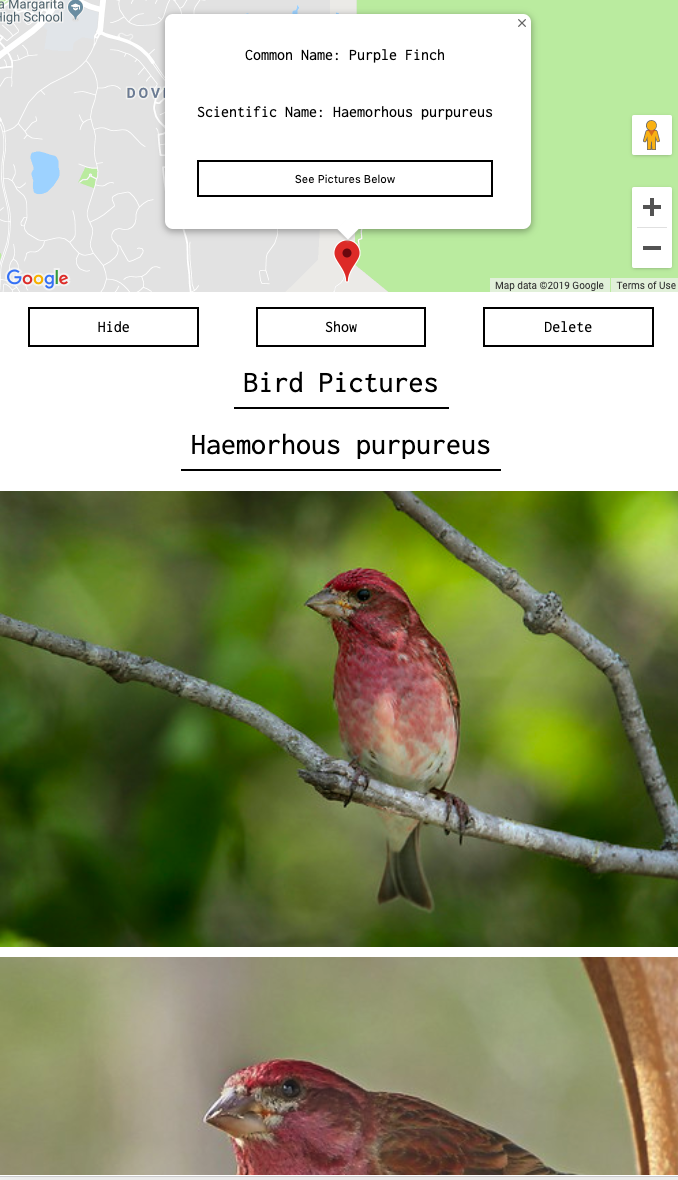 a Margarita
High School
Common Name: Purple Finch
DOV
Scientific Name: Haemorhous purpureus
See Pictures Below
Google
Map data ©2019 Google Terms of Use
Hide Show Delete
Bird Pictures
Haemorhous purpureus